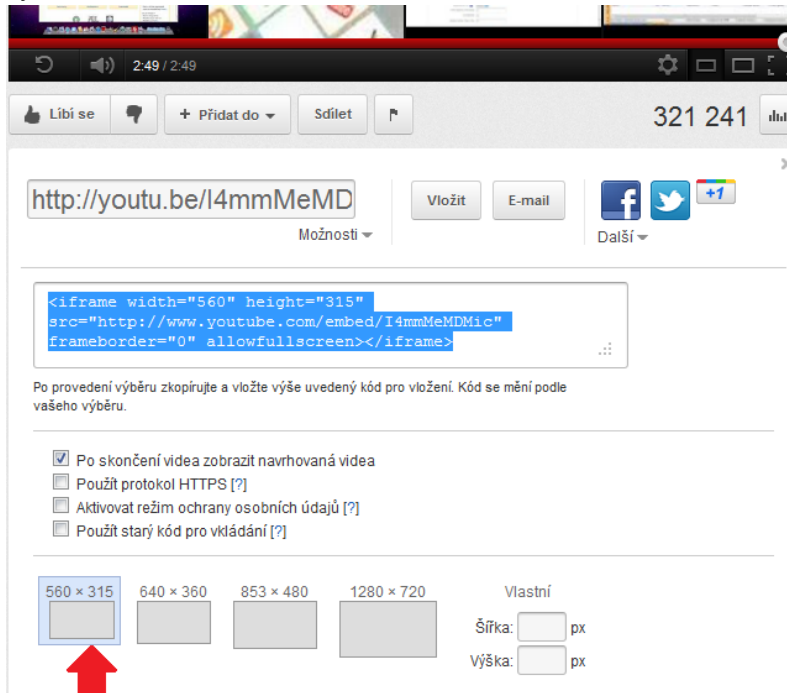 2:49 / 2:49
Líbí se
+ Přidat do
Sdílet
321 241
http://youtu.be/I4mmMeMD
Vložit
E-mail
f
+1
Možnosti
Další
<iframe width="560" height="315"
src="http://www.youtube.com/embed/I4mmMeMDMic"
frameborder="0" allowfullscreen></iframe>
Po provedení výběru zkopírujte a vložte výše uvedený kód pro vložení. Kód se mění podle
vašeho výběru.
Po skončení videa zobrazit navrhovaná videa
Použít protokol HTTPS [?]
Aktivovat režim ochrany osobních údajů [?]
Použít starý kód pro vkládání [?]
560 × 315 640 × 360 853 × 480 1280 × 720 Vlastní
Šířka: px
Výška: px